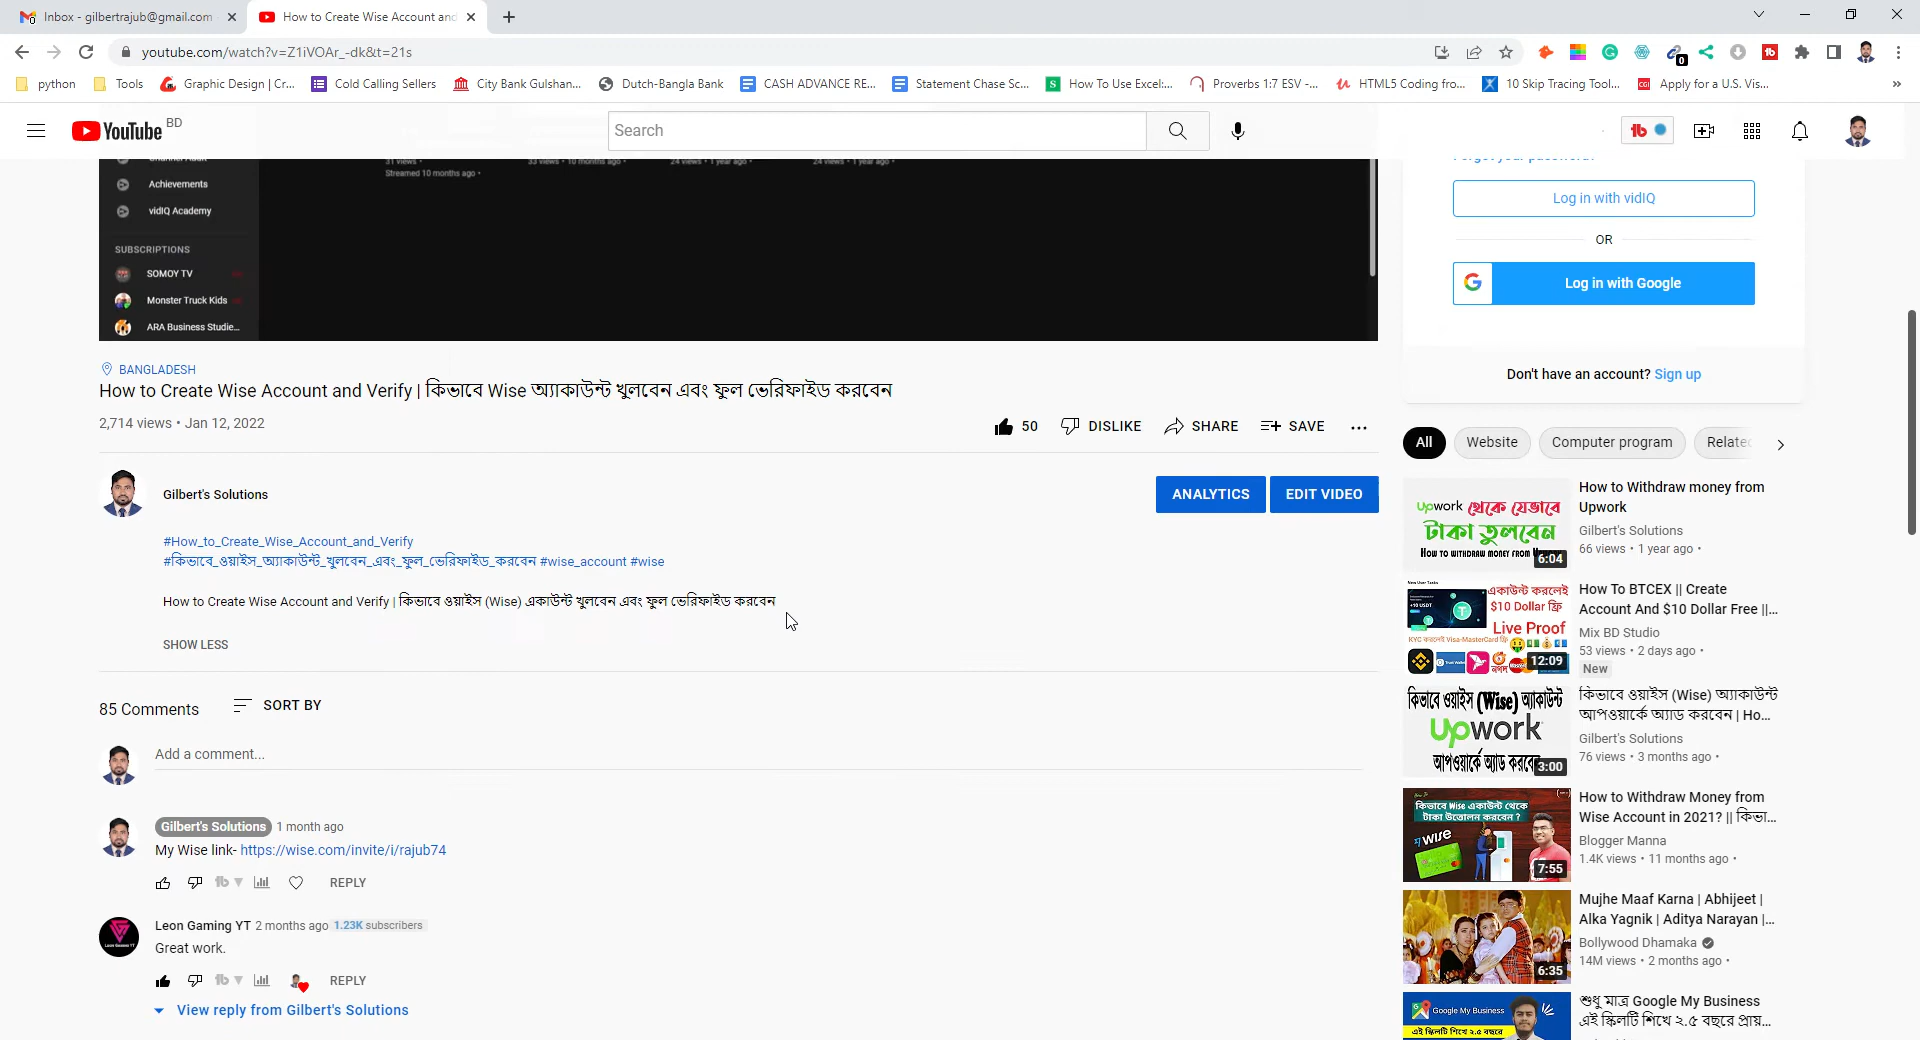 Inbox - gilbertrajub@gmail.com
How to Create Wise Account and
youtube.com/watch?v=Z1iVOAr_-dk&t=21s
0
python
Tools
Graphic Design | Cr...
Cold Calling Sellers
City Bank Gulshan...
Dutch-Bangla Bank
CASH ADVANCE RE...
Statement Chase Sc...
How To Use Excel:...
Proverbs 1:7 ESV -...
HTML5 Coding fro...
10 Skip Tracing Tool...
Apply for a U.S. Vis...
YouTube BD
Search
31 views •
Streamed 10 months ago •
33 views • 10 months ago •
24 views • 1 year ago •
24 views • 1 year ago •
Achievements
vidIQ Academy
SUBSCRIPTIONS
SOMOY TV
Monster Truck Kids
ARA Business Studie...
Forgot your password?
Log in with vidIQ
OR
Log in with Google
Don't have an account? Sign up
BANGLADESH
How to Create Wise Account and Verify | কিভাবে Wise অ্যাকাউন্ট খুলবেন এবং ফুল ভেরিফাইড করবেন
2,714 views • Jan 12, 2022
50
DISLIKE
SHARE
SAVE
Gilbert's Solutions
ANALYTICS
EDIT VIDEO
#How_to_Create_Wise_Account_and_Verify
#কিভাবে_ওয়াইস_অ্যাকাউন্ট_খুলবেন_এবং_ফুল_ভেরিফাইড_করবেন #wise_account #wise
How to Create Wise Account and Verify | কিভাবে ওয়াইস (Wise) একাউন্ট খুলবেন এবং ফুল ভেরিফাইড করবেন
SHOW LESS
85 Comments
SORT BY
Add a comment...
Gilbert's Solutions 1 month ago
My Wise link- https://wise.com/invite/i/rajub74
REPLY
Leon Gaming YT 2 months ago 1.23K subscribers
Great work.
REPLY
View reply from Gilbert's Solutions
All
Website
Computer program
Relate
upwork থেকে যেভাবে
টাকা তুলবেন
HOW TO WITHDRAW MONEY FROM
6:04
How to Withdraw money from
Upwork
Gilbert's Solutions
66 views • 1 year ago •
একাউন্ট করলেই
$10 Dollar ফ্রি
Live Proof
12:09
How To BTCEX || Create
Account And $10 Dollar Free ||...
Mix BD Studio
53 views • 2 days ago •
New
কিভাবে ওয়াইস (Wise) অ্যাকাউন্ট
upwork
আপওয়ার্কে অ্যাড করবেন
3:00
কিভাবে ওয়াইস (Wise) অ্যাকাউন্ট
আপওয়ার্কে অ্যাড করবেন | Ho...
Gilbert's Solutions
76 views • 3 months ago •
কিভাবে Wise একাউন্ট থেকে
টাকা উত্তোলন করবেন ?
wise
7:55
How to Withdraw Money from
Wise Account in 2021? || কিভা...
Blogger Manna
1.4K views • 11 months ago •
6:35
Mujhe Maaf Karna | Abhijeet |
Alka Yagnik | Aditya Narayan |...
Bollywood Dhamaka
14M views • 2 months ago •
Google My Business
এই স্কিলটি শিখে ২.৫ বছরে
শুধু মাত্র Google My Business
এই স্কিলটি শিখে ২.৫ বছরে প্রায়...